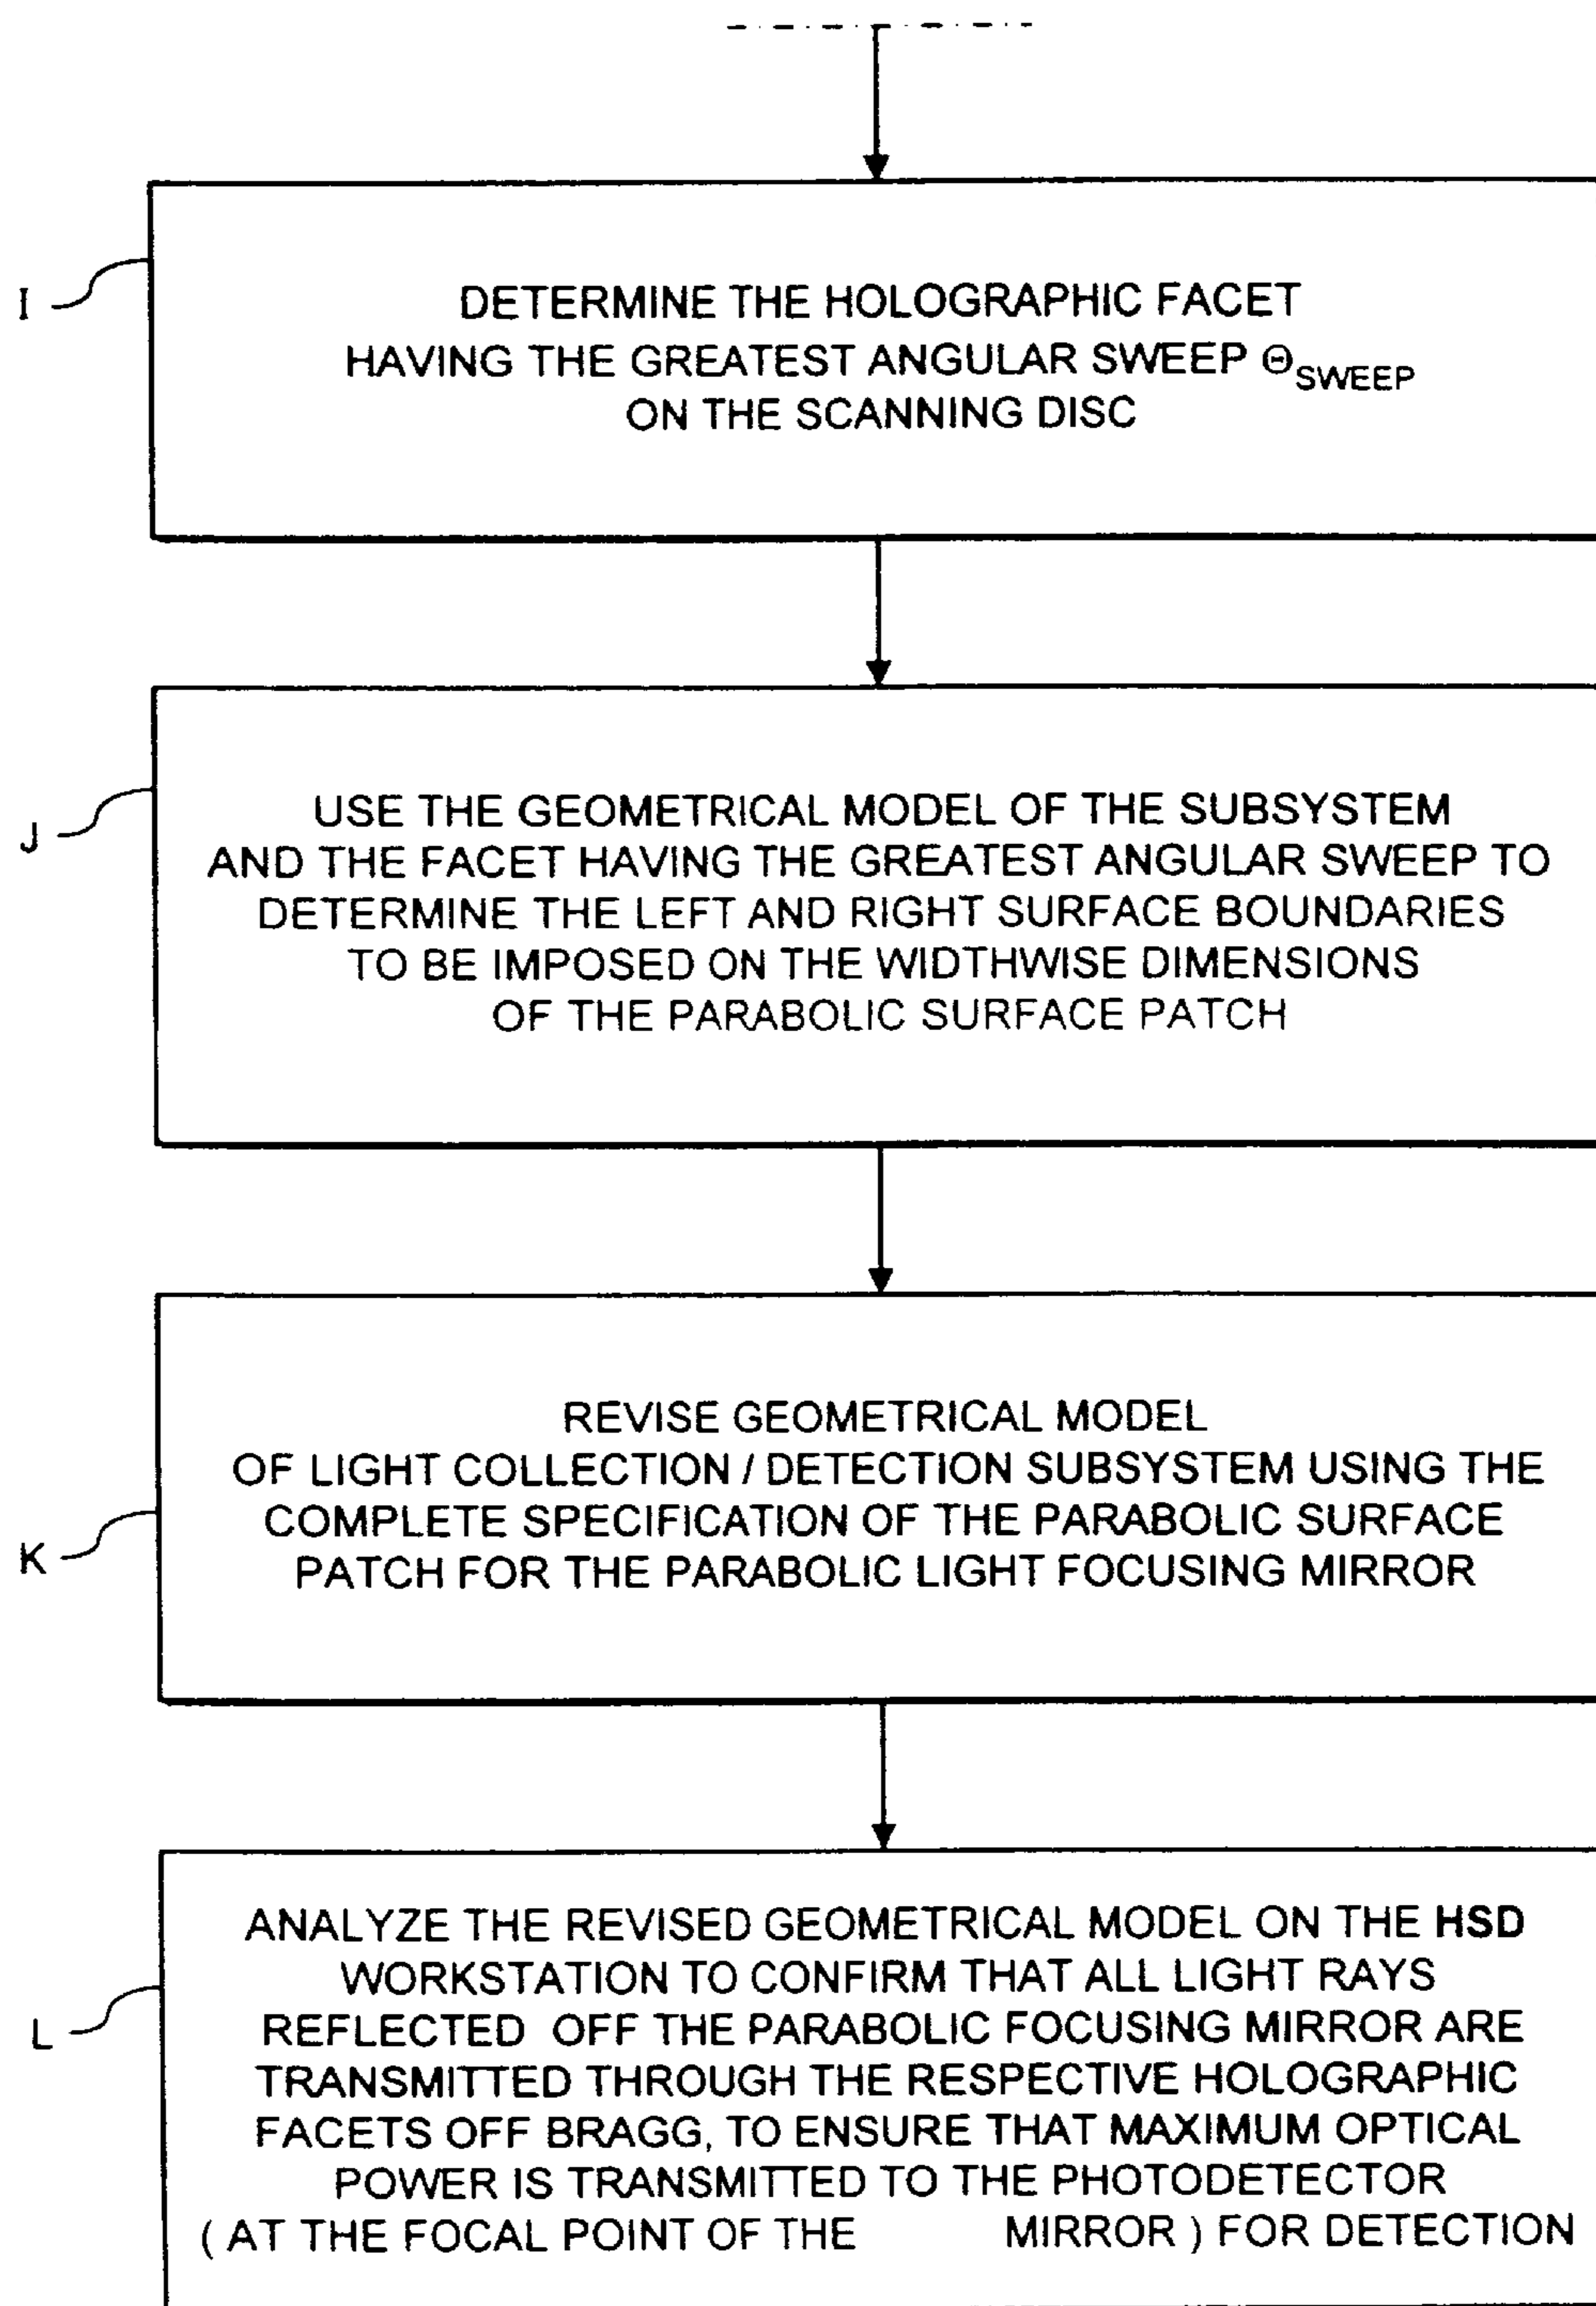 I
DETERMINE THE HOLOGRAPHIC FACET
HAVING THE GREATEST ANGULAR SWEEP Θ_SWEEP
ON THE SCANNING DISC
J
USE THE GEOMETRICAL MODEL OF THE SUBSYSTEM
AND THE FACET HAVING THE GREATEST ANGULAR SWEEP TO
DETERMINE THE LEFT AND RIGHT SURFACE BOUNDARIES
TO BE IMPOSED ON THE WIDTHWISE DIMENSIONS
OF THE PARABOLIC SURFACE PATCH
K
REVISE GEOMETRICAL MODEL
OF LIGHT COLLECTION / DETECTION SUBSYSTEM USING THE
COMPLETE SPECIFICATION OF THE PARABOLIC SURFACE
PATCH FOR THE PARABOLIC LIGHT FOCUSING MIRROR
L
ANALYZE THE REVISED GEOMETRICAL MODEL ON THE HSD
WORKSTATION TO CONFIRM THAT ALL LIGHT RAYS
REFLECTED OFF THE PARABOLIC FOCUSING MIRROR ARE
TRANSMITTED THROUGH THE RESPECTIVE HOLOGRAPHIC
FACETS OFF BRAGG, TO ENSURE THAT MAXIMUM OPTICAL
POWER IS TRANSMITTED TO THE PHOTODETECTOR
( AT THE FOCAL POINT OF THE MIRROR ) FOR DETECTION